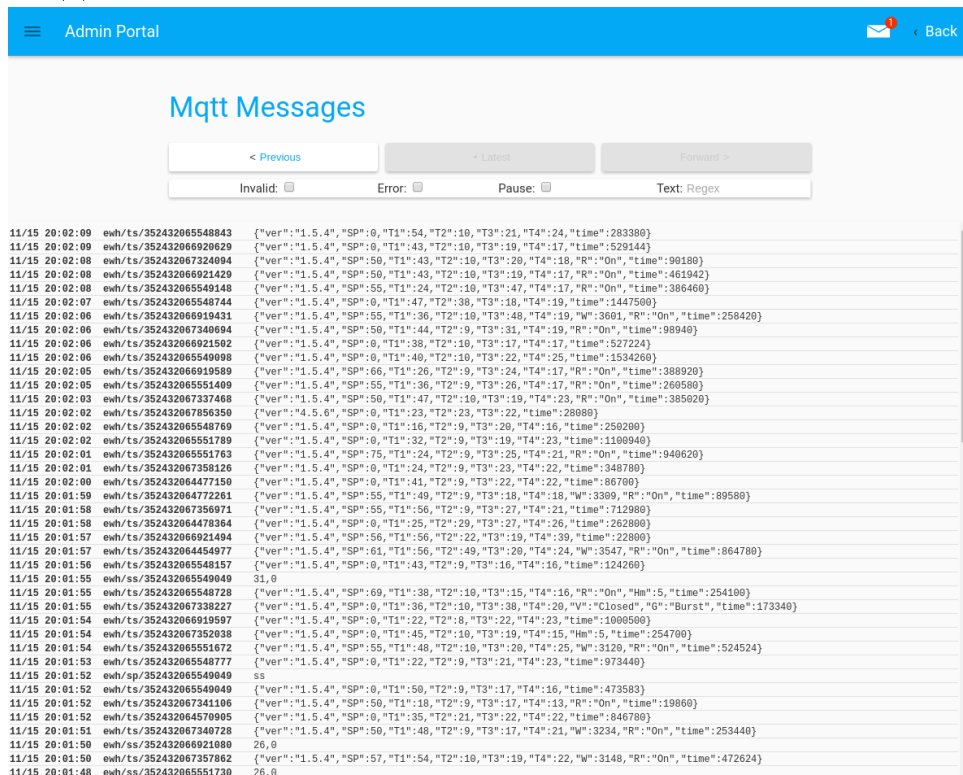 Admin Portal
1
‹ Back
Mqtt Messages
< Previous
• Latest
Forward >
Invalid:
Error:
Pause:
Text: Regex
11/15 20:02:09 ewh/ts/352432065548843 {"ver":"1.5.4","SP":0,"T1":54,"T2":10,"T3":21,"T4":24,"time":283380}
11/15 20:02:09 ewh/ts/352432066920629 {"ver":"1.5.4","SP":0,"T1":43,"T2":10,"T3":19,"T4":17,"time":529144}
11/15 20:02:08 ewh/ts/352432067324094 {"ver":"1.5.4","SP":50,"T1":43,"T2":10,"T3":20,"T4":18,"R":"On","time":90180}
11/15 20:02:08 ewh/ts/352432066921429 {"ver":"1.5.4","SP":50,"T1":43,"T2":10,"T3":19,"T4":17,"R":"On","time":461942}
11/15 20:02:08 ewh/ts/352432065549148 {"ver":"1.5.4","SP":55,"T1":24,"T2":10,"T3":47,"T4":17,"R":"On","time":386460}
11/15 20:02:07 ewh/ts/352432065548744 {"ver":"1.5.4","SP":0,"T1":47,"T2":38,"T3":18,"T4":19,"time":1447500}
11/15 20:02:06 ewh/ts/352432066919431 {"ver":"1.5.4","SP":55,"T1":36,"T2":10,"T3":48,"T4":19,"W":3601,"R":"On","time":258420}
11/15 20:02:06 ewh/ts/352432067340694 {"ver":"1.5.4","SP":50,"T1":44,"T2":9,"T3":31,"T4":19,"R":"On","time":98940}
11/15 20:02:06 ewh/ts/352432066921502 {"ver":"1.5.4","SP":0,"T1":38,"T2":10,"T3":17,"T4":17,"time":527224}
11/15 20:02:06 ewh/ts/352432065549098 {"ver":"1.5.4","SP":0,"T1":40,"T2":10,"T3":22,"T4":25,"time":1534260}
11/15 20:02:05 ewh/ts/352432066919589 {"ver":"1.5.4","SP":66,"T1":26,"T2":9,"T3":24,"T4":17,"R":"On","time":388920}
11/15 20:02:05 ewh/ts/352432065551409 {"ver":"1.5.4","SP":55,"T1":36,"T2":9,"T3":26,"T4":17,"R":"On","time":260580}
11/15 20:02:03 ewh/ts/352432067337468 {"ver":"1.5.4","SP":50,"T1":47,"T2":10,"T3":19,"T4":23,"R":"On","time":385020}
11/15 20:02:02 ewh/ts/352432067856350 {"ver":"4.5.6","SP":0,"T1":23,"T2":23,"T3":22,"time":28080}
11/15 20:02:02 ewh/ts/352432065548769 {"ver":"1.5.4","SP":0,"T1":16,"T2":9,"T3":20,"T4":16,"time":250200}
11/15 20:02:02 ewh/ts/352432065551789 {"ver":"1.5.4","SP":0,"T1":32,"T2":9,"T3":19,"T4":23,"time":1100940}
11/15 20:02:01 ewh/ts/352432065551763 {"ver":"1.5.4","SP":75,"T1":24,"T2":9,"T3":25,"T4":21,"R":"On","time":940620}
11/15 20:02:01 ewh/ts/352432067358126 {"ver":"1.5.4","SP":0,"T1":24,"T2":9,"T3":23,"T4":22,"time":348780}
11/15 20:02:00 ewh/ts/352432064477150 {"ver":"1.5.4","SP":0,"T1":41,"T2":9,"T3":22,"T4":22,"time":86700}
11/15 20:01:59 ewh/ts/352432064772261 {"ver":"1.5.4","SP":55,"T1":49,"T2":9,"T3":18,"T4":18,"W":3309,"R":"On","time":89580}
11/15 20:01:58 ewh/ts/352432067356971 {"ver":"1.5.4","SP":55,"T1":56,"T2":9,"T3":27,"T4":21,"time":712980}
11/15 20:01:58 ewh/ts/352432064478364 {"ver":"1.5.4","SP":0,"T1":25,"T2":29,"T3":27,"T4":26,"time":262800}
11/15 20:01:57 ewh/ts/352432066921494 {"ver":"1.5.4","SP":56,"T1":56,"T2":22,"T3":19,"T4":39,"time":22800}
11/15 20:01:57 ewh/ts/352432064454977 {"ver":"1.5.4","SP":61,"T1":56,"T2":49,"T3":20,"T4":24,"W":3547,"R":"On","time":864780}
11/15 20:01:56 ewh/ts/352432065548157 {"ver":"1.5.4","SP":0,"T1":43,"T2":9,"T3":16,"T4":16,"time":124260}
11/15 20:01:55 ewh/ss/352432065549049 31,0
11/15 20:01:55 ewh/ts/352432065548728 {"ver":"1.5.4","SP":69,"T1":38,"T2":10,"T3":15,"T4":16,"R":"On","Hm":5,"time":254100}
11/15 20:01:55 ewh/ts/352432067338227 {"ver":"1.5.4","SP":0,"T1":36,"T2":10,"T3":38,"T4":20,"V":"Closed","G":"Burst","time":173340}
11/15 20:01:54 ewh/ts/352432066919597 {"ver":"1.5.4","SP":0,"T1":22,"T2":8,"T3":22,"T4":23,"time":1000500}
11/15 20:01:54 ewh/ts/352432067352038 {"ver":"1.5.4","SP":0,"T1":45,"T2":10,"T3":19,"T4":15,"Hm":5,"time":254700}
11/15 20:01:54 ewh/ts/352432065551672 {"ver":"1.5.4","SP":55,"T1":48,"T2":10,"T3":20,"T4":25,"W":3120,"R":"On","time":524524}
11/15 20:01:53 ewh/ts/352432065548777 {"ver":"1.5.4","SP":0,"T1":22,"T2":9,"T3":21,"T4":23,"time":973440}
11/15 20:01:52 ewh/sp/352432065549049 ss
11/15 20:01:52 ewh/ts/352432065549049 {"ver":"1.5.4","SP":0,"T1":50,"T2":9,"T3":17,"T4":16,"time":473583}
11/15 20:01:52 ewh/ts/352432067341106 {"ver":"1.5.4","SP":50,"T1":18,"T2":9,"T3":17,"T4":13,"R":"On","time":19860}
11/15 20:01:52 ewh/ts/352432064570905 {"ver":"1.5.4","SP":0,"T1":35,"T2":21,"T3":22,"T4":22,"time":846780}
11/15 20:01:51 ewh/ts/352432067340728 {"ver":"1.5.4","SP":50,"T1":48,"T2":9,"T3":17,"T4":21,"W":3234,"R":"On","time":253440}
11/15 20:01:50 ewh/ss/352432066921080 26,0
11/15 20:01:50 ewh/ts/352432067357862 {"ver":"1.5.4","SP":57,"T1":54,"T2":10,"T3":19,"T4":22,"W":3148,"R":"On","time":472624}
11/15 20:01:48 ewh/ss/352432065551730 26,0